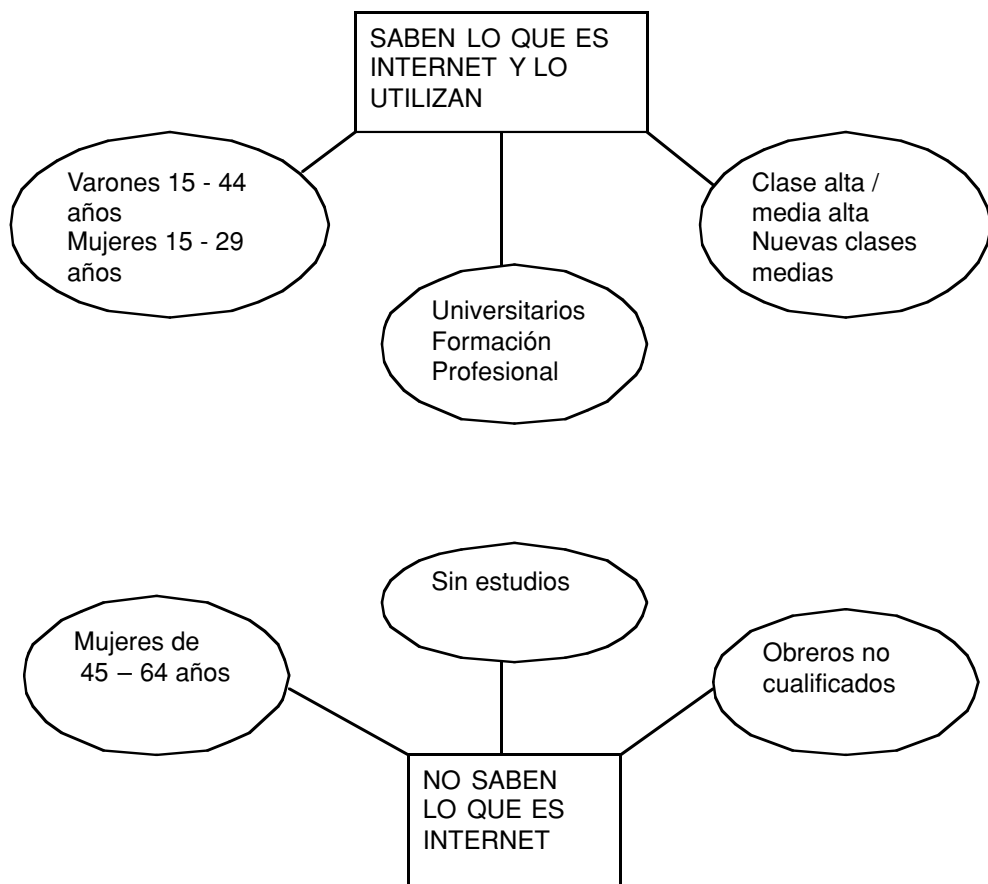 SABEN LO QUE ES
INTERNET Y LO
UTILIZAN
Varones 15 - 44
años
Mujeres 15 - 29
años
Clase alta /
media alta
Nuevas clases
medias
Universitarios
Formación
Profesional
Sin estudios
Mujeres de
45 – 64 años
Obreros no
cualificados
NO SABEN
LO QUE ES
INTERNET